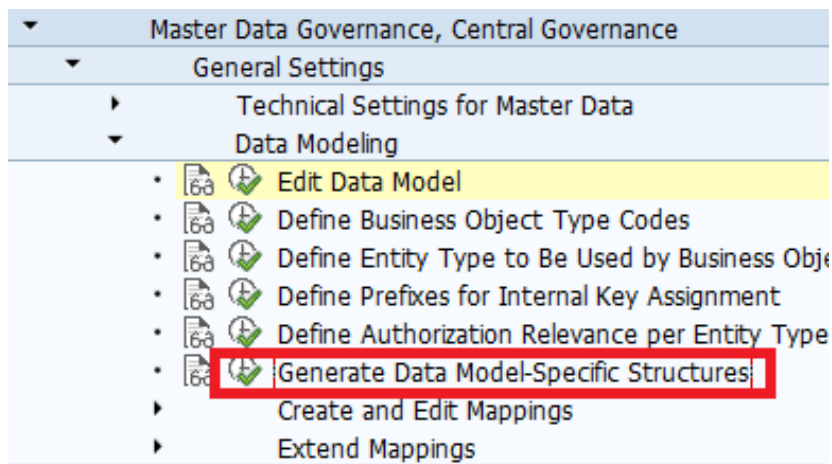 Master Data Governance, Central Governance
General Settings
Technical Settings for Master Data
Data Modeling
Edit Data Model
Define Business Object Type Codes
Define Entity Type to Be Used by Business Obje
Define Prefixes for Internal Key Assignment
Define Authorization Relevance per Entity Type
Generate Data Model-Specific Structures
Create and Edit Mappings
Extend Mappings